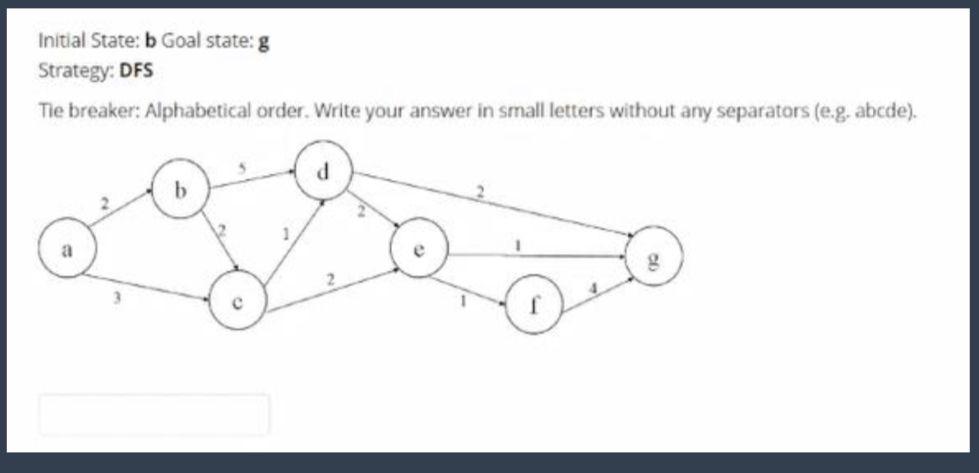 Initial State: b Goal state: g
Strategy: DFS
Tie breaker: Alphabetical order. Write your answer in small letters without any separators (e.g. abcde).
5
d
b
2
2
2
2
1
a
e
1
g
2
3
c
1
f
4